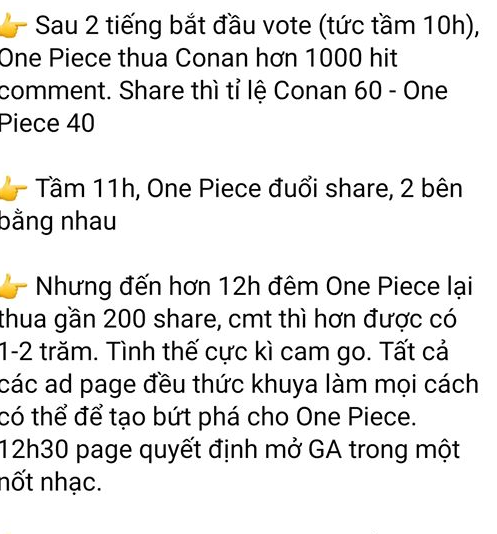 👉 Sau 2 tiếng bắt đầu vote (tức tầm 10h),
One Piece thua Conan hơn 1000 hit
comment. Share thì tỉ lệ Conan 60 - One
Piece 40
👉 Tầm 11h, One Piece đuổi share, 2 bên
bằng nhau
👉 Nhưng đến hơn 12h đêm One Piece lại
thua gần 200 share, cmt thì hơn được có
1-2 trăm. Tình thế cực kì cam go. Tất cả
các ad page đều thức khuya làm mọi cách
có thể để tạo bứt phá cho One Piece.
12h30 page quyết định mở GA trong một
nốt nhạc.